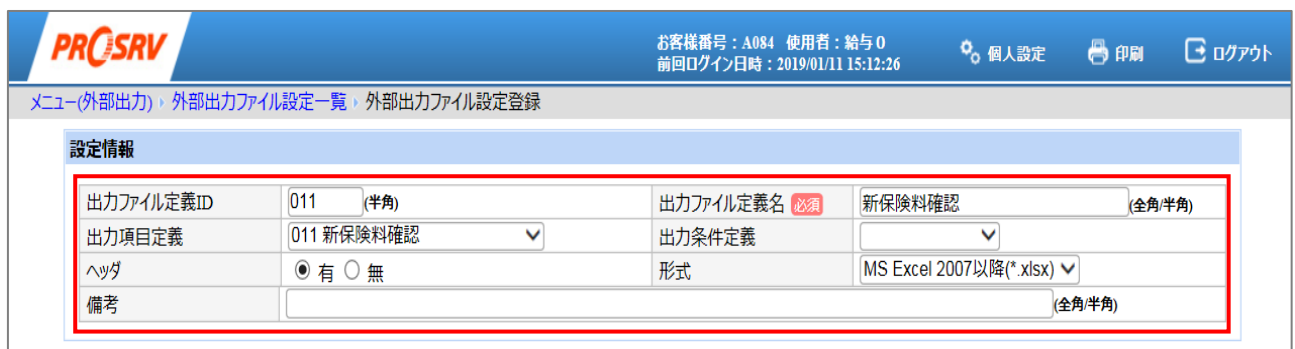 PROSRV
お客様番号：A084 使用者：給与０
前回ログイン日時：2019/01/11 15:12:26
個人設定 印刷 ログアウト
メニュー(外部出力) 外部出力ファイル設定一覧 外部出力ファイル設定登録
設定情報
出力ファイル定義ID 011 (半角) 出力ファイル定義名 必須 新保険料確認 (全角/半角)
出力項目定義 011 新保険料確認 出力条件定義
ヘッダ 有 無 形式 MS Excel 2007以降(*.xlsx)
備考 (全角/半角)